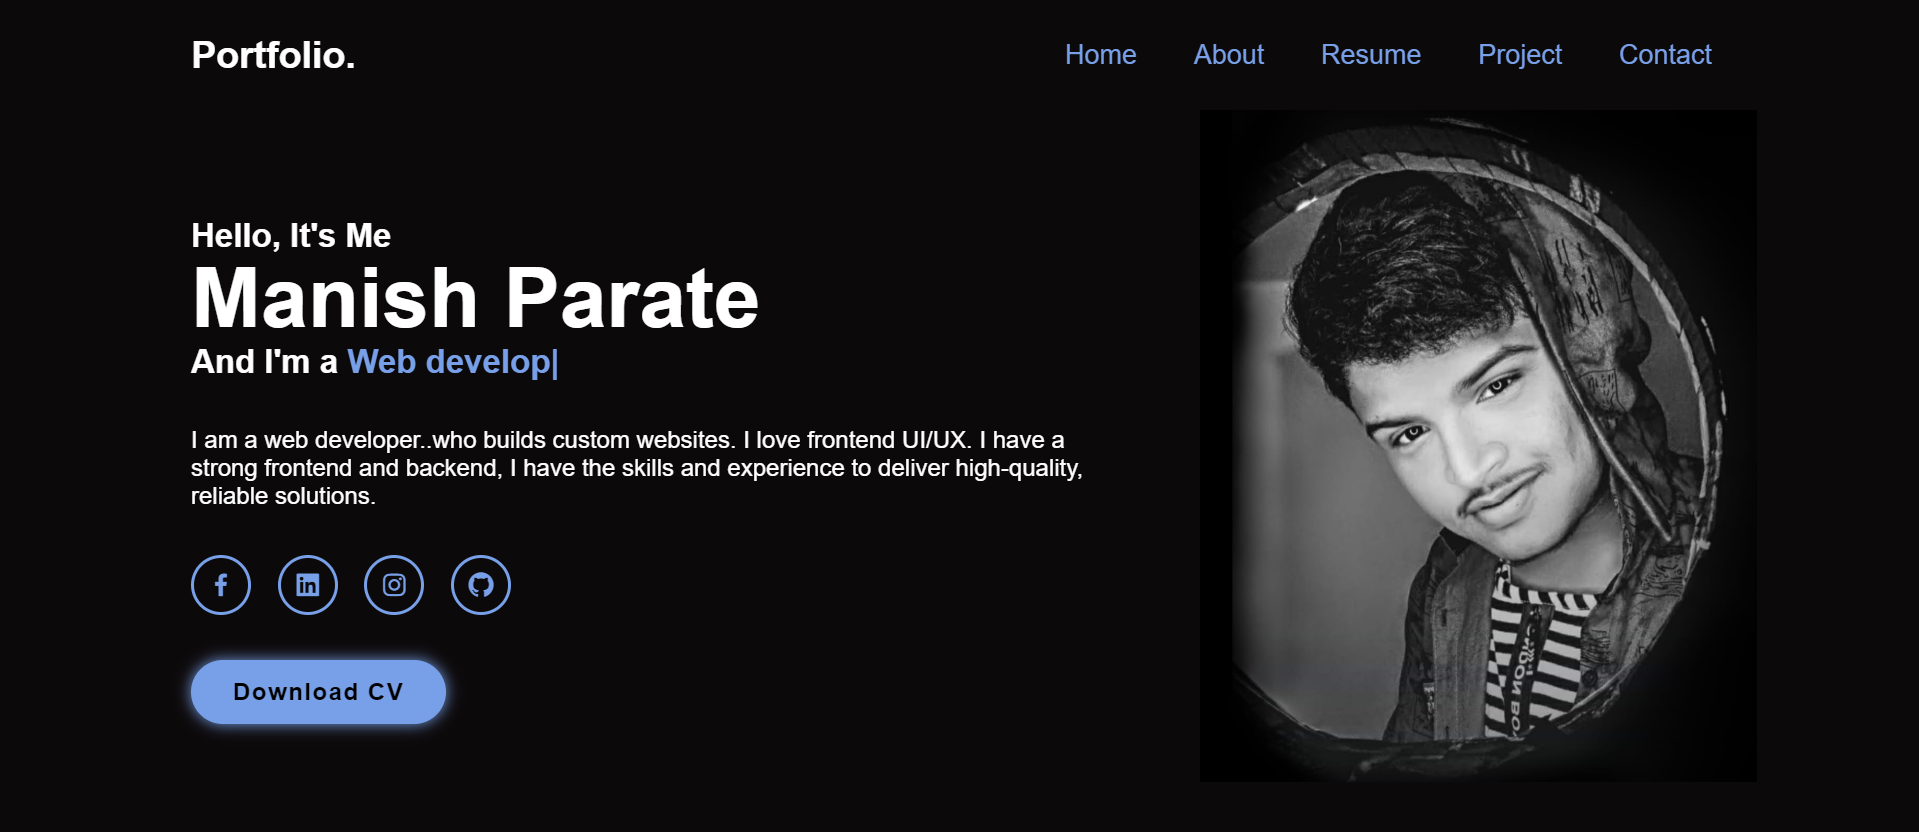 Portfolio.
Home About Resume Project Contact
Hello, It's Me
Manish Parate
And I'm a Web develop|
I am a web developer..who builds custom websites. I love frontend UI/UX. I have a
strong frontend and backend, I have the skills and experience to deliver high-quality,
reliable solutions.
Download CV